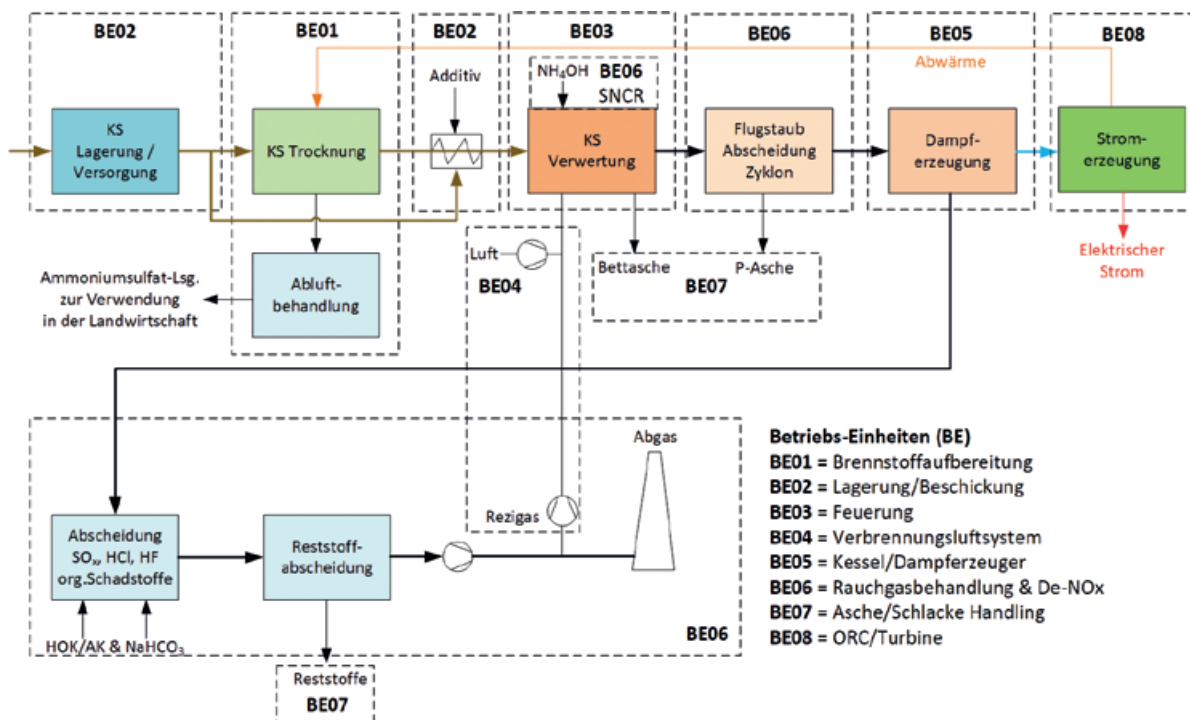 BE02
BE01
BE02
BE03
BE06
BE05
BE08
Abwärme
NH₄OH
BE06
SNCR
Additiv
KS
Lagerung /
Versorgung
KS Trocknung
KS
Verwertung
Flugstaub
Abscheidung
Zyklon
Dampf-
erzeugung
Strom-
erzeugung
Luft
BE04
Bettasche
P-Asche
BE07
Elektrischer
Strom
Ammoniumsulfat-Lsg.
zur Verwendung
in der Landwirtschaft
Abluft-
behandlung
Abgas
Rezigas
Abscheidung
SOₓ, HCl, HF
org.Schadstoffe
Reststoff-
abscheidung
HOK/AK & NaHCO₃
BE06
Reststoffe
BE07
Betriebs-Einheiten (BE)
BE01 = Brennstoffaufbereitung
BE02 = Lagerung/Beschickung
BE03 = Feuerung
BE04 = Verbrennungsluftsystem
BE05 = Kessel/Dampferzeuger
BE06 = Rauchgasbehandlung & De-NOx
BE07 = Asche/Schlacke Handling
BE08 = ORC/Turbine